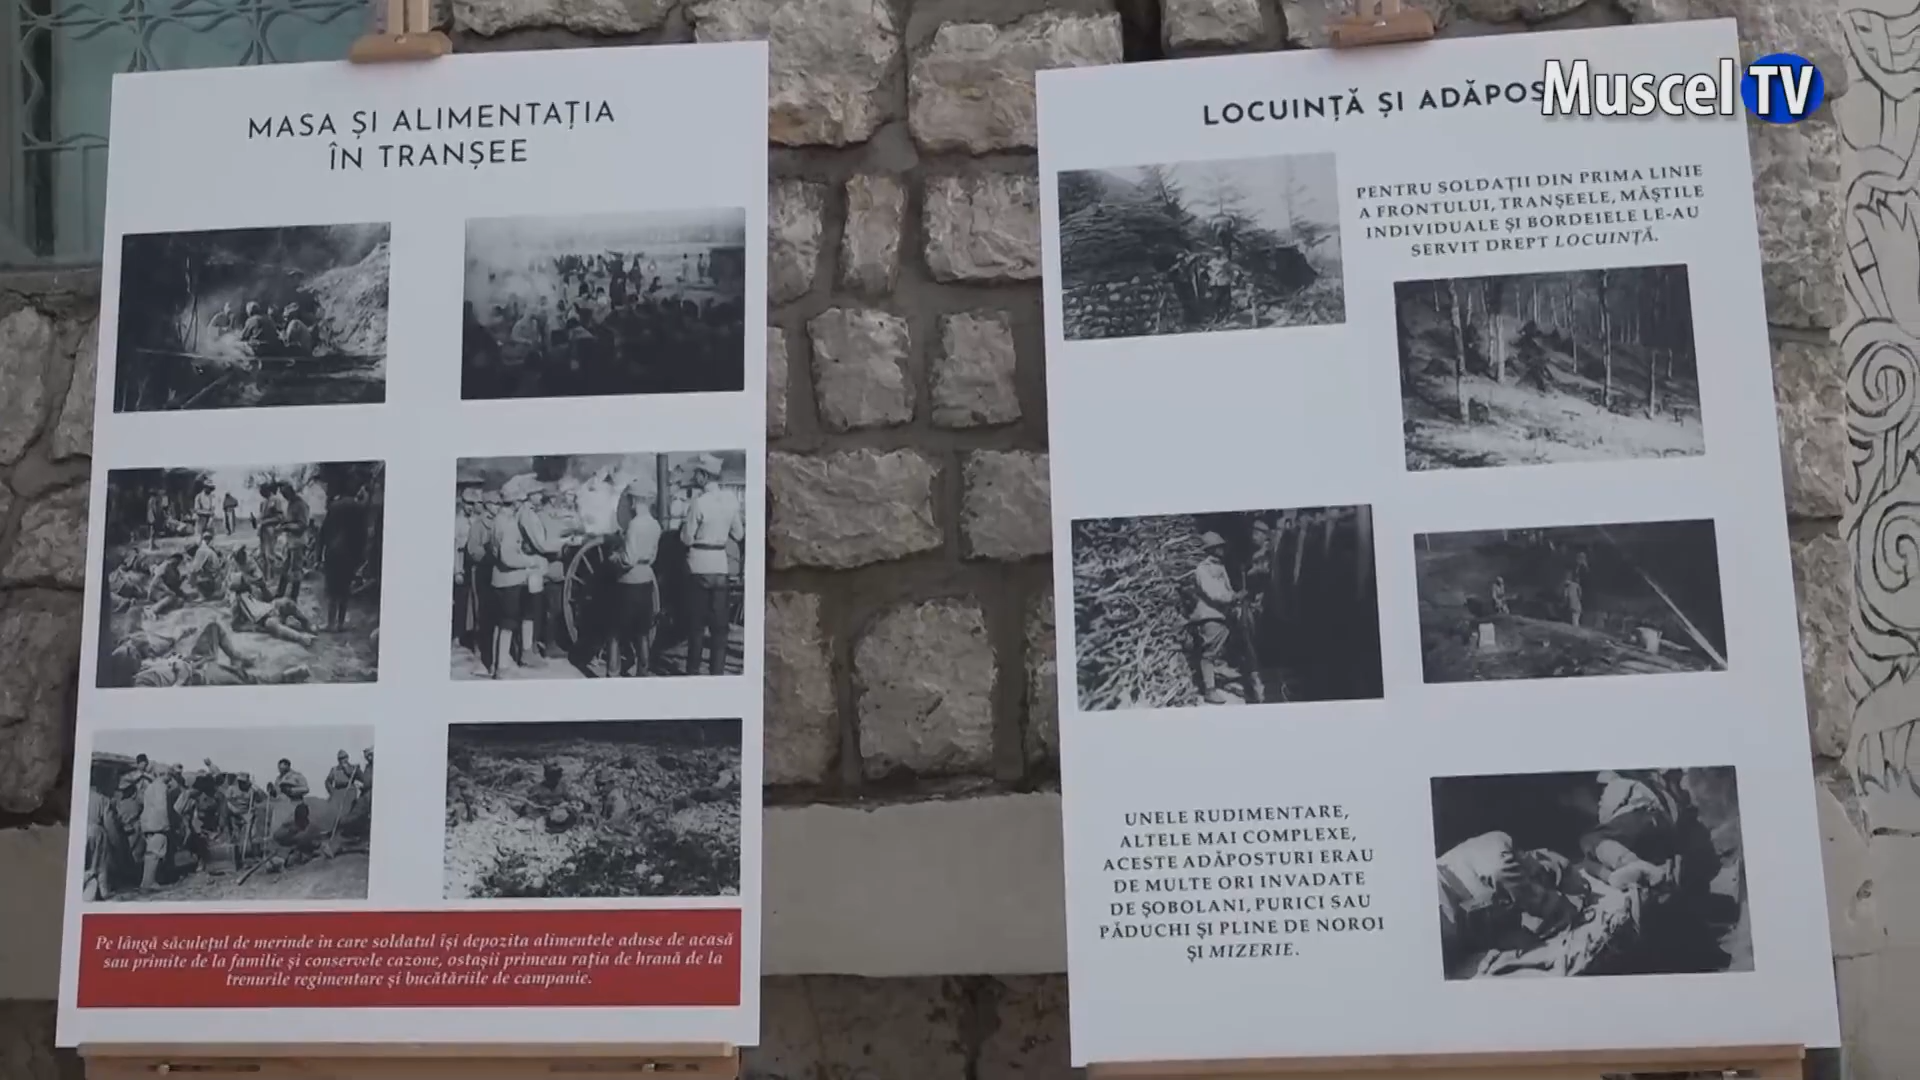 MASA ȘI ALIMENTAȚIA
ÎN TRANȘEE
Pe lângă săculețul de merinde în care soldatul își depozita alimentele aduse de acasă
sau primite de la familie și conservele cazone, ostașii primeau rația de hrană de la
trenurile regimentare și bucătăriile de campanie.
LOCUINȚĂ ȘI ADĂPOS
Muscel TV
PENTRU SOLDAȚII DIN PRIMA LINIE
A FRONTULUI, TRANȘEELE, MĂȘTILE
INDIVIDUALE ȘI BORDEIELE LE-AU
SERVIT DREPT LOCUINȚĂ.
UNELE RUDIMENTARE,
ALTELE MAI COMPLEXE,
ACESTE ADĂPOSTURI ERAU
DE MULTE ORI INVADATE
DE ȘOBOLANI, PURICI SAU
PĂDUCHI ȘI PLINE DE NOROI
ȘI MIZERIE.